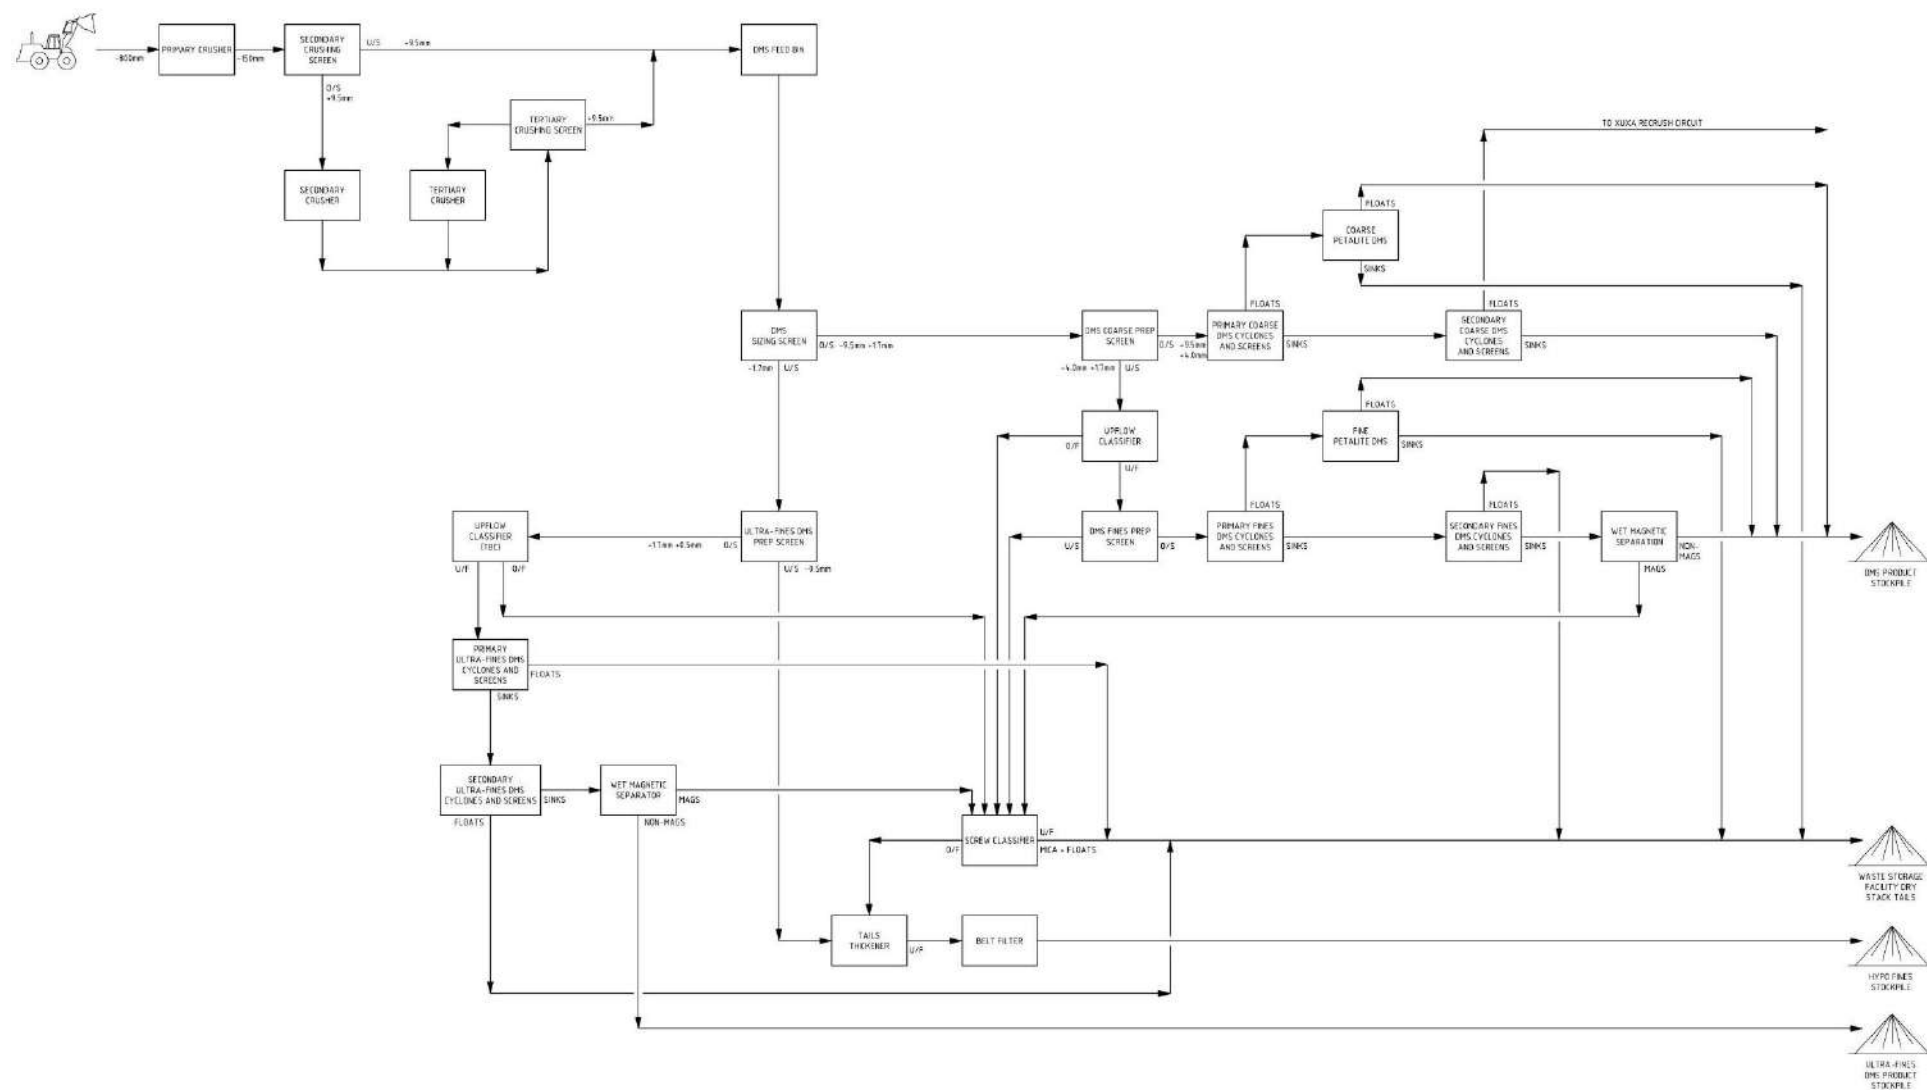 -800mm
PRIMARY CRUSHER
-150mm
SECONDARY
CRUSHING
SCREEN
U/S
-9.5mm
O/S
+9.5mm
DMS FEED BIN
TERTIARY
CRUSHING SCREEN
-9.5mm
SECONDARY
CRUSHER
TERTIARY
CRUSHER
TO XUXA RECRUSH CIRCUIT
FLOATS
COARSE
PETALITE DMS
SINKS
DMS
SIZING SCREEN
O/S -9.5mm +1.7mm
-1.7mm U/S
DMS COARSE PREP
SCREEN
O/S -9.5mm
+4.0mm
-4.0mm +1.7mm U/S
FLOATS
PRIMARY COARSE
DMS CYCLONES
AND SCREENS
SINKS
FLOATS
SECONDARY
COARSE DMS
CYCLONES
AND SCREENS
SINKS
UPFLOW
CLASSIFIER
O/F
U/F
FLOATS
FINE
PETALITE DMS
SINKS
UPFLOW
CLASSIFIER
(TBC)
U/F
O/F
-1.7mm +0.5mm
O/S
ULTRA-FINES DMS
PREP SCREEN
U/S -0.5mm
DMS FINES PREP
SCREEN
U/S
O/S
FLOATS
PRIMARY FINES
DMS CYCLONES
AND SCREENS
SINKS
FLOATS
SECONDARY FINES
DMS CYCLONES
AND SCREENS
SINKS
WET MAGNETIC
SEPARATION
NON-
MAGS
MAGS
DMS PRODUCT
STOCKPILE
PRIMARY
ULTRA-FINES DMS
CYCLONES AND
SCREENS
FLOATS
SINKS
SECONDARY
ULTRA-FINES DMS
CYCLONES AND SCREENS
SINKS
FLOATS
WET MAGNETIC
SEPARATOR
MAGS
NON-MAGS
SCREW CLASSIFIER
O/F
U/F
MICA + FLOATS
WASTE STORAGE
FACILITY DRY
STACK TAILS
TAILS
THICKENER
U/F
BELT FILTER
HYPO FINES
STOCKPILE
ULTRA-FINES
DMS PRODUCT
STOCKPILE